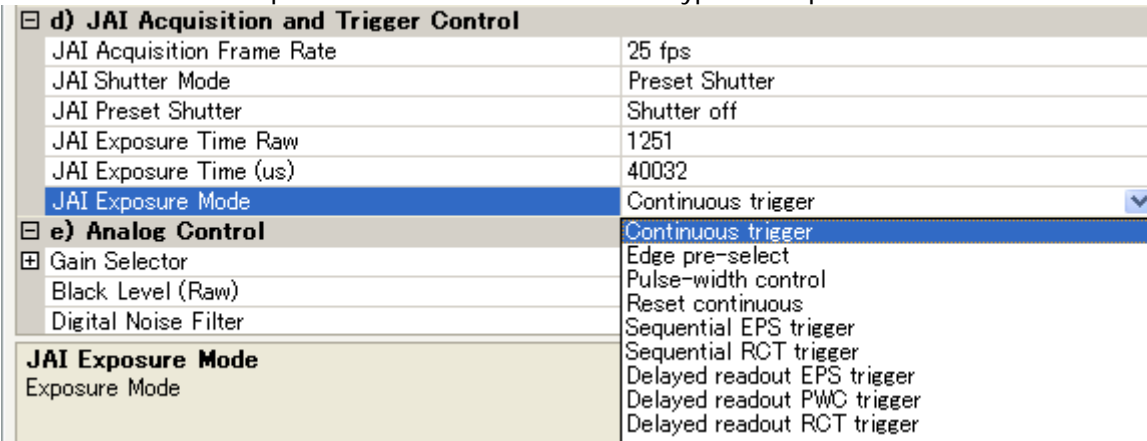 d) JAI Acquisition and Trigger Control
JAI Acquisition Frame Rate 25 fps
JAI Shutter Mode Preset Shutter
JAI Preset Shutter Shutter off
JAI Exposure Time Raw 1251
JAI Exposure Time (us) 40032
JAI Exposure Mode Continuous trigger
e) Analog Control
Gain Selector
Black Level (Raw)
Digital Noise Filter
Continuous trigger
Edge pre-select
Pulse-width control
Reset continuous
Sequential EPS trigger
Sequential RCT trigger
Delayed readout EPS trigger
Delayed readout PWC trigger
Delayed readout RCT trigger
JAI Exposure Mode
Exposure Mode